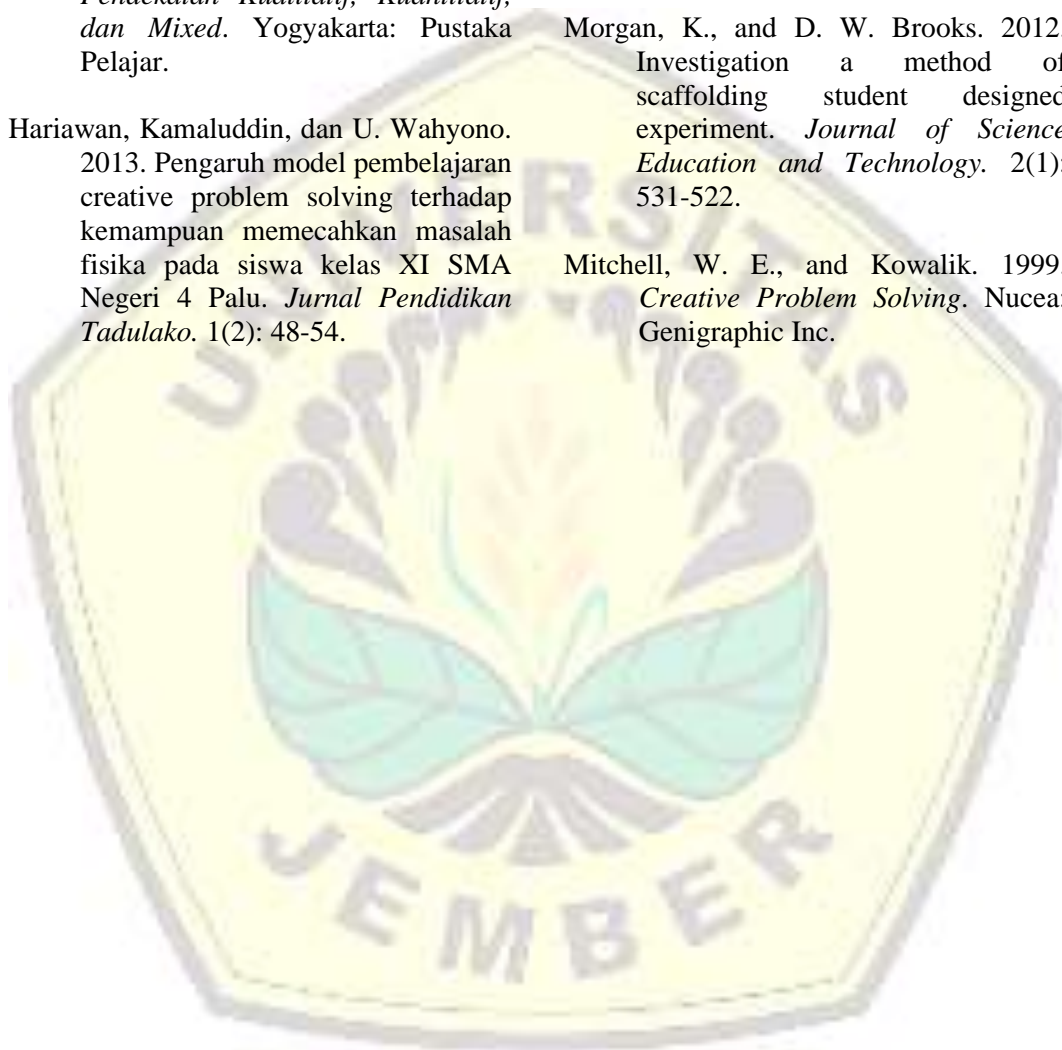 Pendekatan Kualitatif, Kuantitatif,
dan Mixed. Yogyakarta: Pustaka
Pelajar.
Hariawan, Kamaluddin, dan U. Wahyono.
2013. Pengaruh model pembelajaran
creative problem solving terhadap
kemampuan memecahkan masalah
fisika pada siswa kelas XI SMA
Negeri 4 Palu. Jurnal Pendidikan
Tadulako. 1(2): 48-54.
Morgan, K., and D. W. Brooks. 2012.
Investigation a method of
scaffolding student designed
experiment. Journal of Science
Education and Technology. 2(1):
531-522.
Mitchell, W. E., and Kowalik. 1999.
Creative Problem Solving. Nucea:
Genigraphic Inc.
UNIVERSITAS
JEMBER